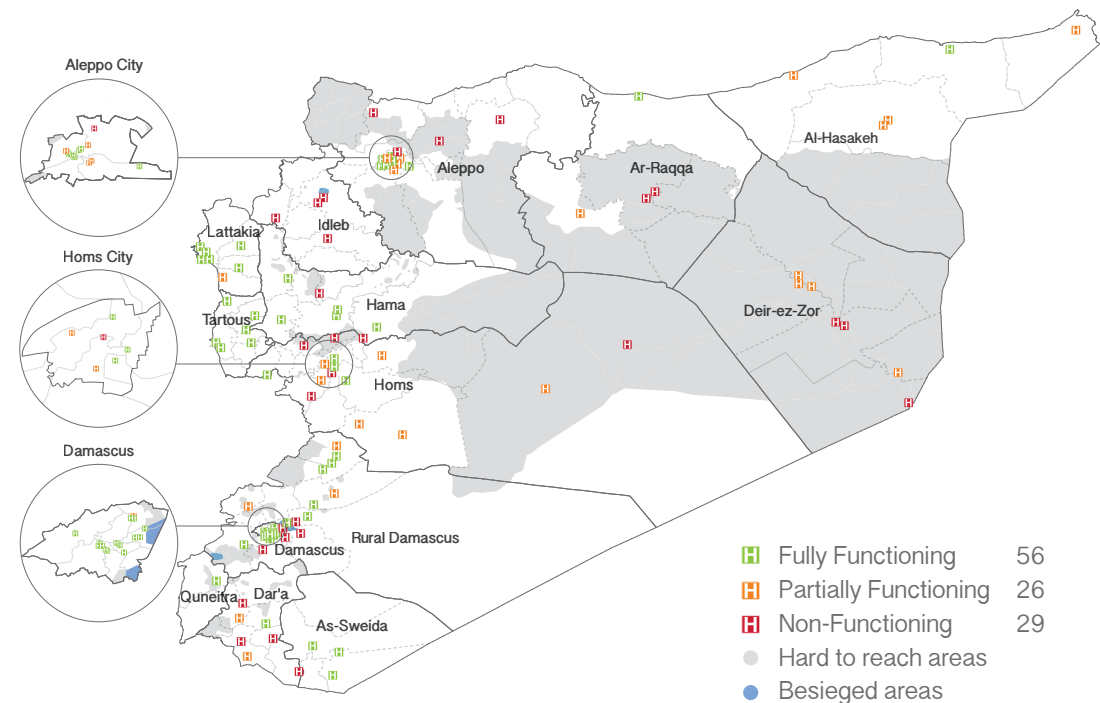 Aleppo City
Al-Hasakeh
Aleppo
Ar-Raqqa
Idleb
Lattakia
Homs City
Hama
Deir-ez-Zor
Tartous
Homs
Damascus
Rural Damascus
Damascus
Quneitra
Dar'a
As-Sweida
H Fully Functioning 56
H Partially Functioning 26
H Non-Functioning 29
Hard to reach areas
Besieged areas